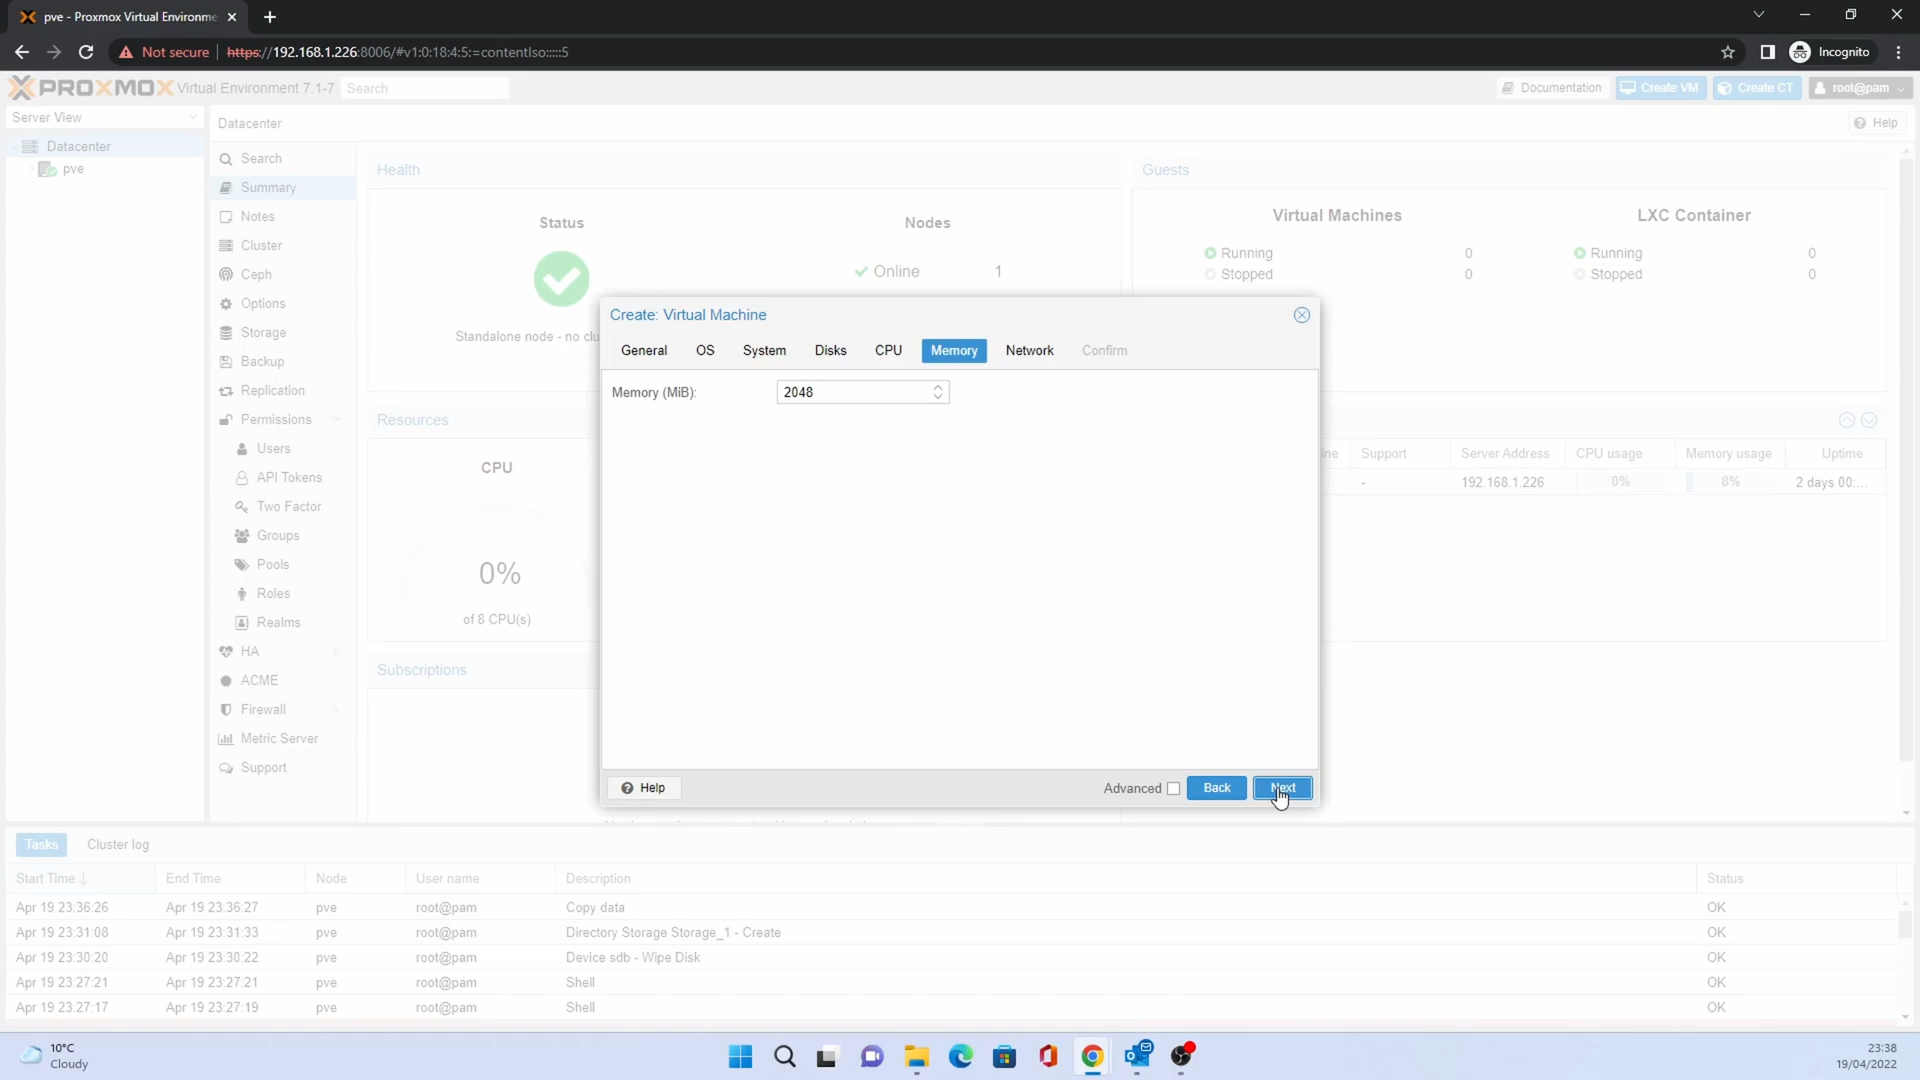 pve - Proxmox Virtual Environme
Not secure
https://192.168.1.226:8006/#v1:0:18:4:5:=contentIso:::::5
Incognito
PROXMOX
Virtual Environment 7.1-7
Search
Documentation
Create VM
Create CT
root@pam
Server View
Datacenter
Help
Datacenter
pve
Search
Summary
Notes
Cluster
Ceph
Options
Storage
Backup
Replication
Permissions
Users
API Tokens
Two Factor
Groups
Pools
Roles
Realms
HA
ACME
Firewall
Metric Server
Support
Health
Status
Nodes
Online 1
Standalone node - no clu
Guests
Virtual Machines
LXC Container
Running 0
Running 0
Stopped 0
Stopped 0
Resources
CPU
0%
of 8 CPU(s)
Subscriptions
ine
Support
Server Address
CPU usage
Memory usage
Uptime
-
192.168.1.226
0%
8%
2 days 00:...
Create: Virtual Machine
General
OS
System
Disks
CPU
Memory
Network
Confirm
Memory (MiB):
2048
Help
Advanced
Back
Next
Tasks
Cluster log
Start Time
End Time
Node
User name
Description
Status
Apr 19 23:36:26 Apr 19 23:36:27 pve root@pam Copy data OK
Apr 19 23:31:08 Apr 19 23:31:33 pve root@pam Directory Storage Storage_1 - Create OK
Apr 19 23:30:20 Apr 19 23:30:22 pve root@pam Device sdb - Wipe Disk OK
Apr 19 23:27:21 Apr 19 23:27:21 pve root@pam Shell OK
Apr 19 23:27:17 Apr 19 23:27:19 pve root@pam Shell OK
10°C
Cloudy
23:38
19/04/2022